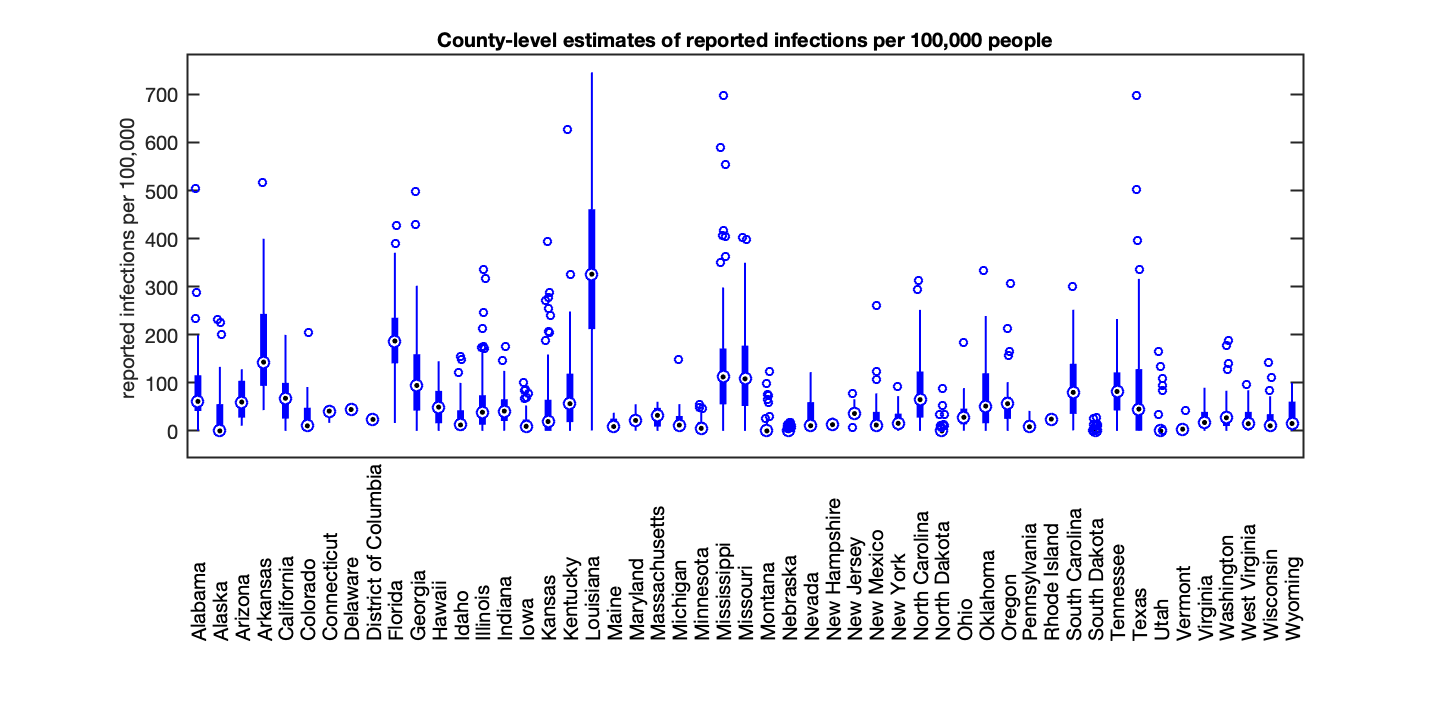 County-level estimates of reported infections per 100,000 people
reported infections per 100,000
700
600
500
400
300
200
100
0
Alabama
Alaska
Arizona
Arkansas
California
Colorado
Connecticut
Delaware
District of Columbia
Florida
Georgia
Hawaii
Idaho
Illinois
Indiana
Iowa
Kansas
Kentucky
Louisiana
Maine
Maryland
Massachusetts
Michigan
Minnesota
Mississippi
Missouri
Montana
Nebraska
Nevada
New Hampshire
New Jersey
New Mexico
New York
North Carolina
North Dakota
Ohio
Oklahoma
Oregon
Pennsylvania
Rhode Island
South Carolina
South Dakota
Tennessee
Texas
Utah
Vermont
Virginia
Washington
West Virginia
Wisconsin
Wyoming